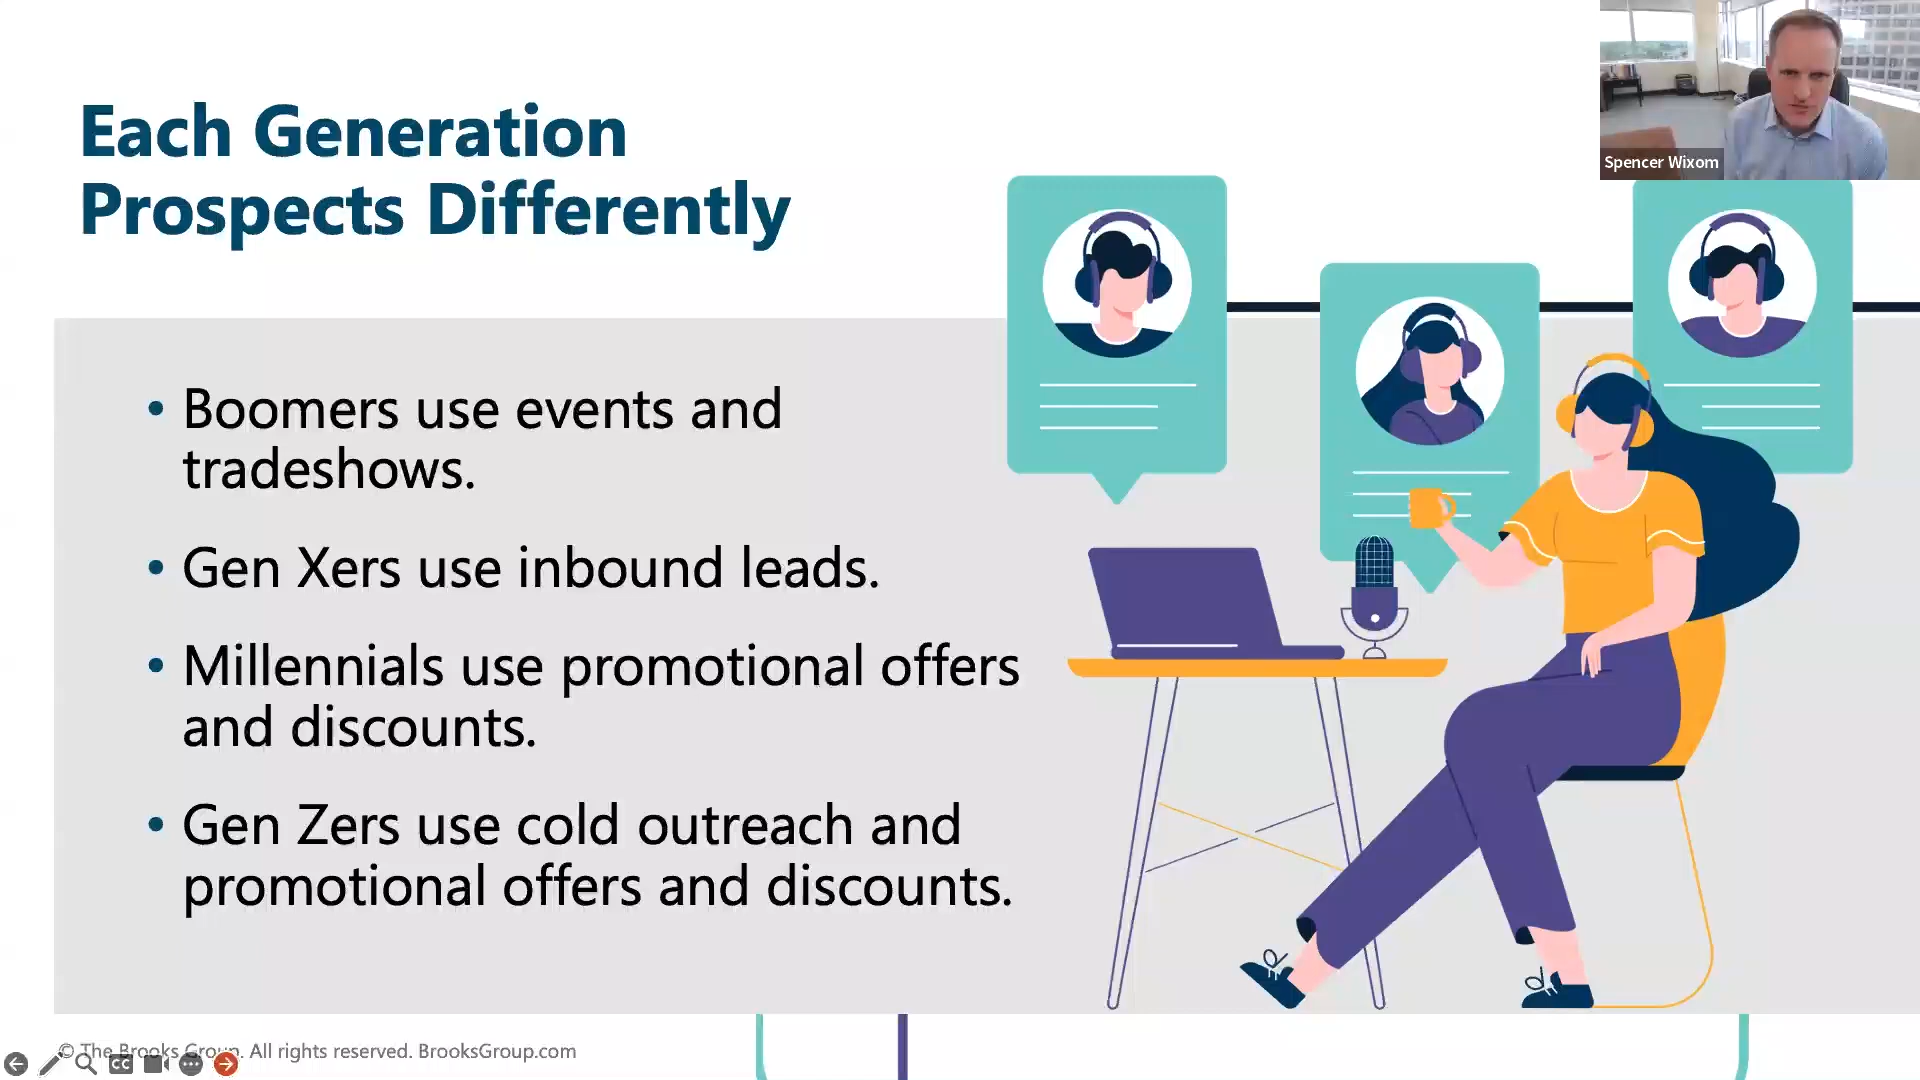 Each Generation
Prospects Differently
Spencer Wixom
• Boomers use events and
tradeshows.
• Gen Xers use inbound leads.
• Millennials use promotional offers
and discounts.
• Gen Zers use cold outreach and
promotional offers and discounts.
© The Brooks Group. All rights reserved. BrooksGroup.com
CC